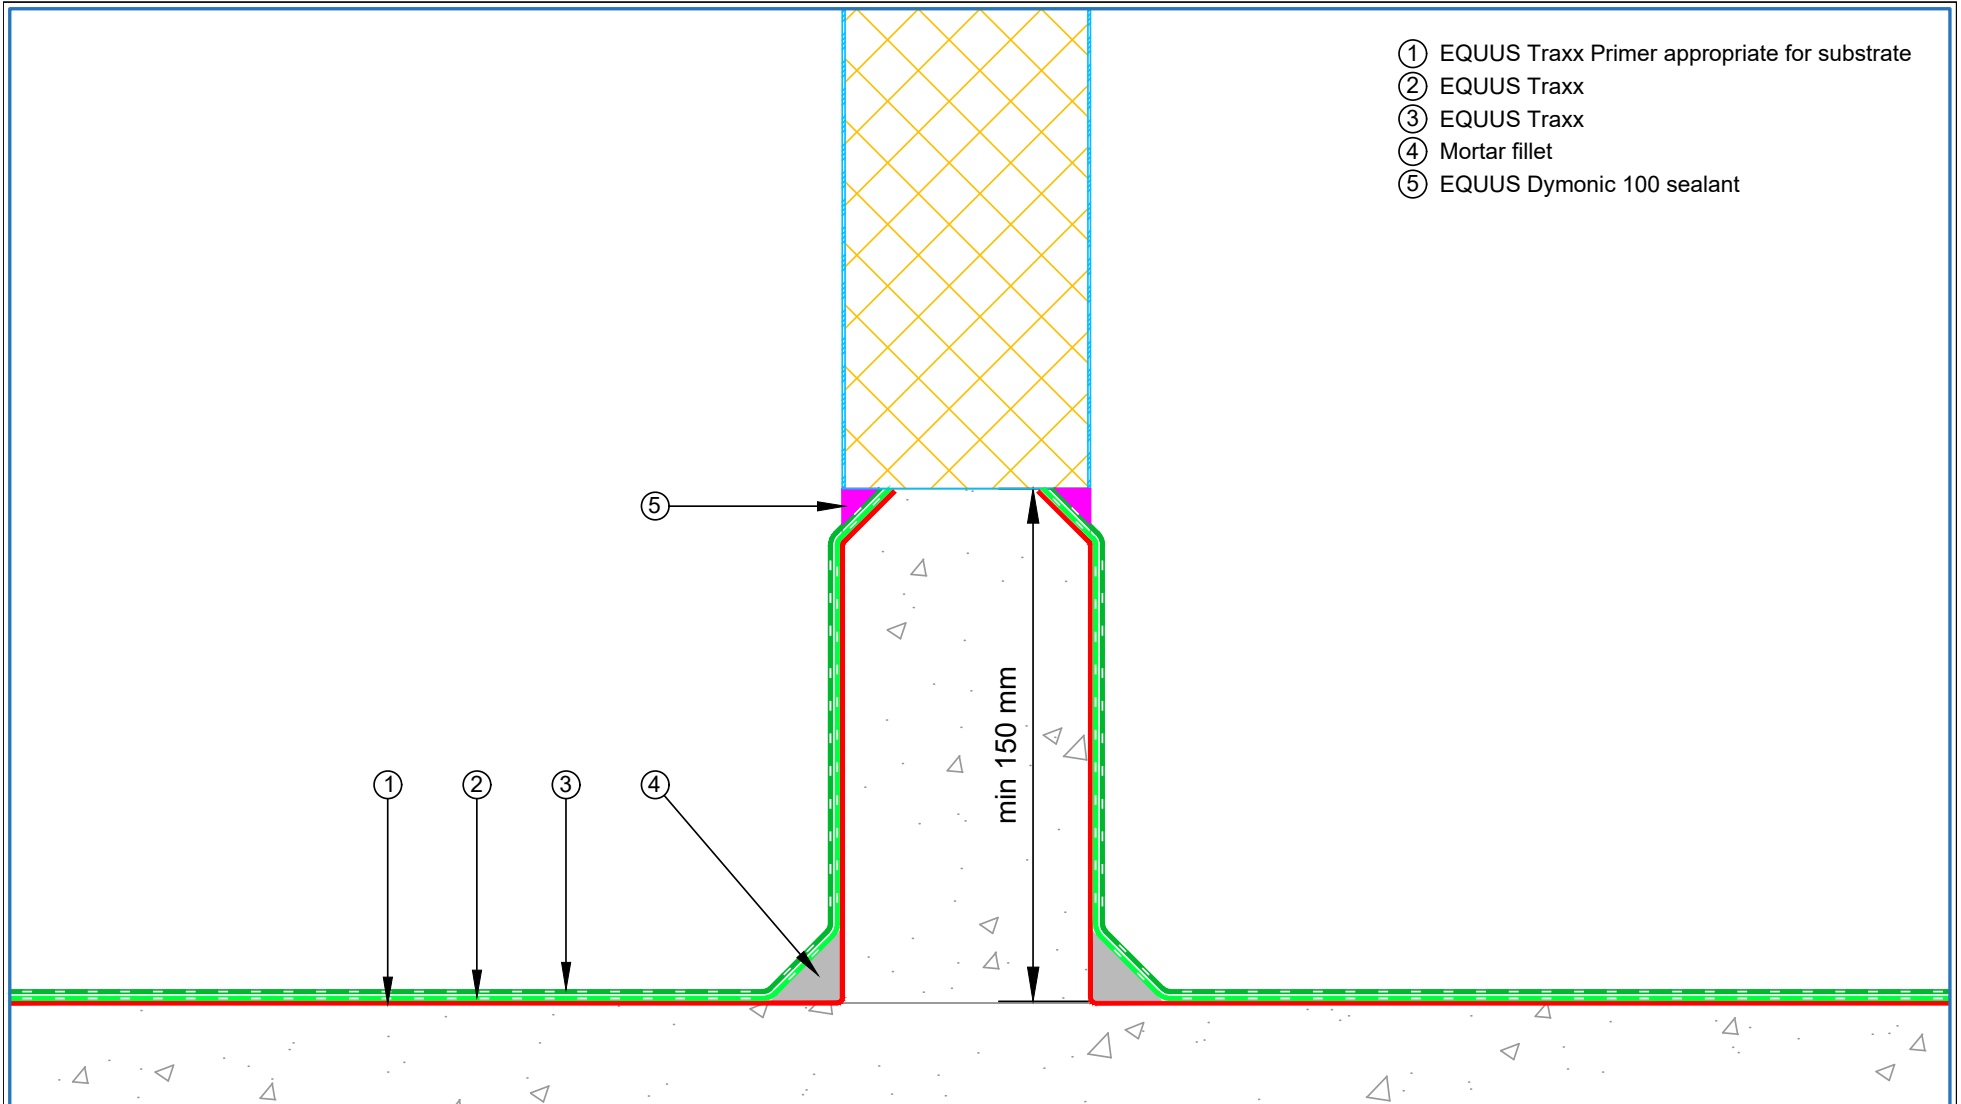 ① EQUUS Traxx Primer appropriate for substrate
② EQUUS Traxx
③ EQUUS Traxx
④ Mortar fillet
⑤ EQUUS Dymonic 100 sealant
⑤
min 150 mm
① ② ③ ④